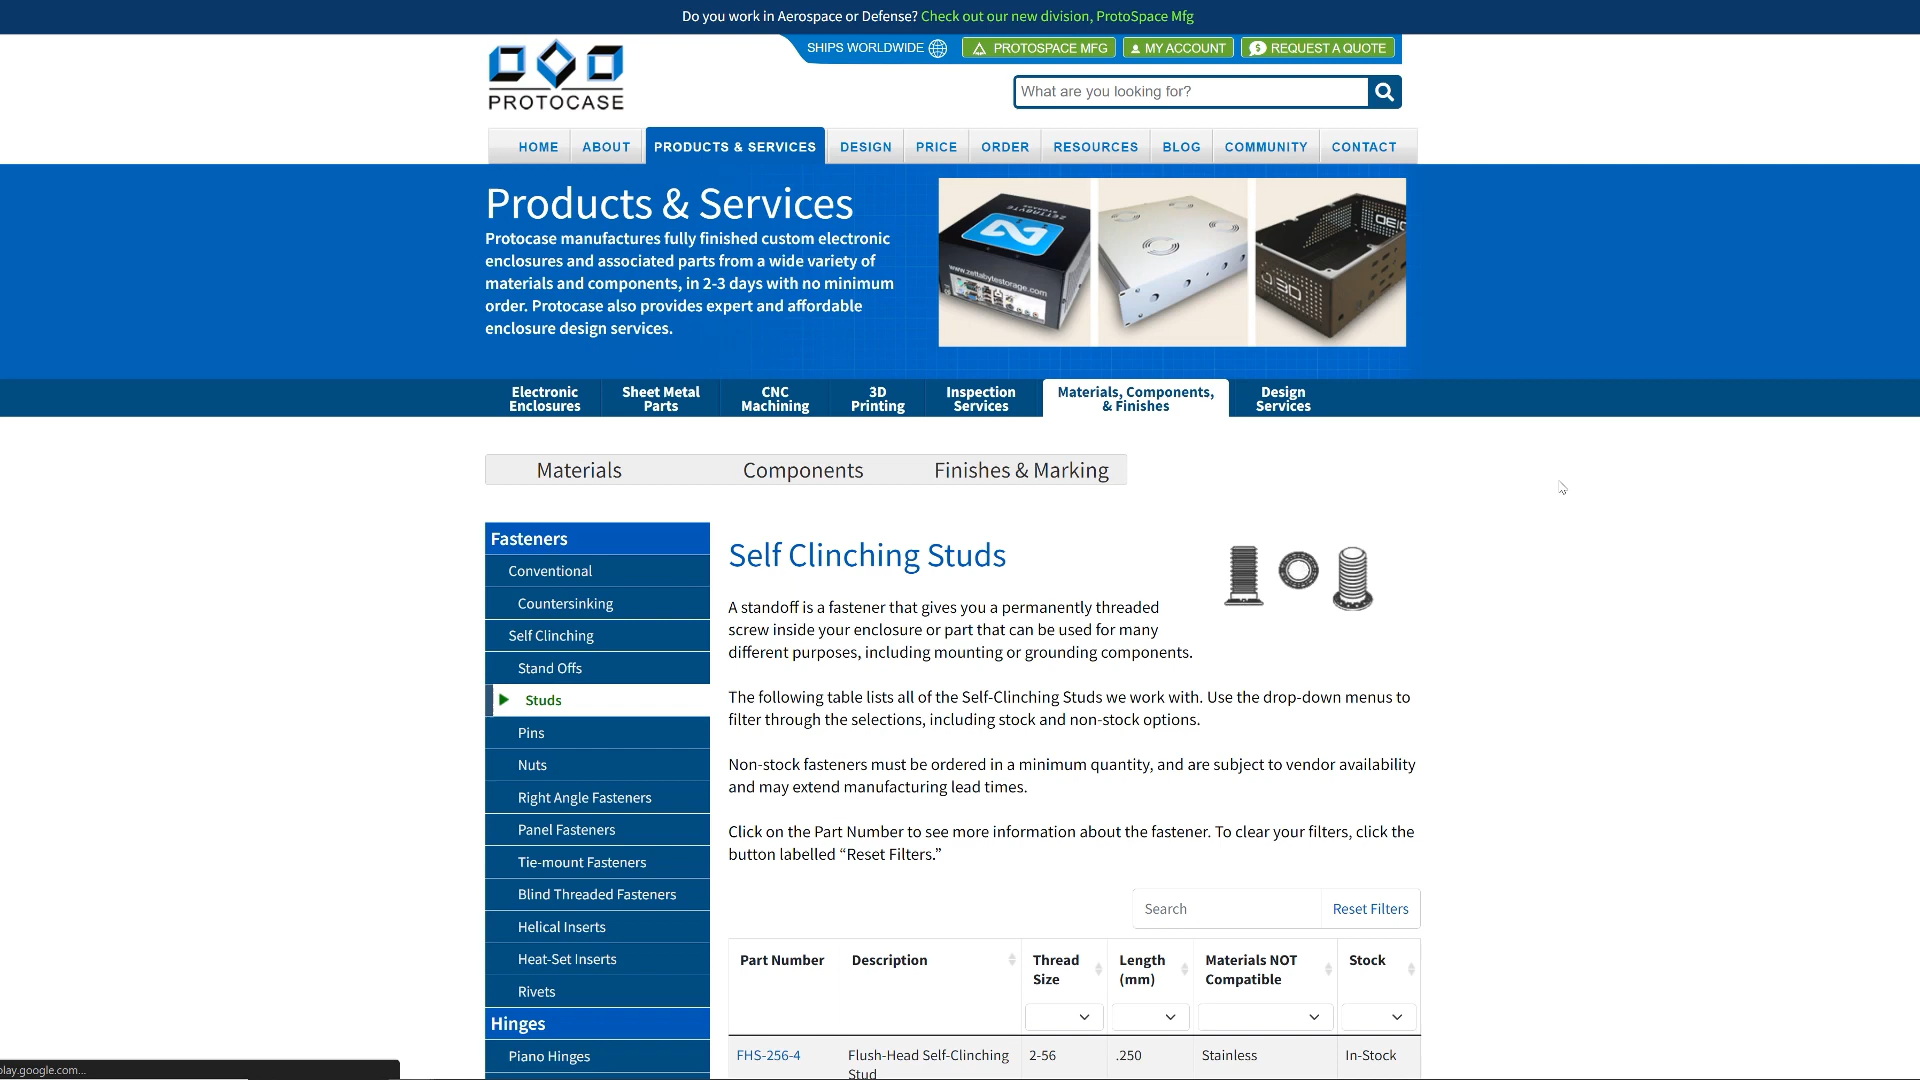 Do you work in Aerospace or Defense? Check out our new division, ProtoSpace Mfg
SHIPS WORLDWIDE
PROTOSPACE MFG
MY ACCOUNT
REQUEST A QUOTE
PROTOCASE
What are you looking for?
HOME
ABOUT
PRODUCTS & SERVICES
DESIGN
PRICE
ORDER
RESOURCES
BLOG
COMMUNITY
CONTACT
Products & Services
Protocase manufactures fully finished custom electronic
enclosures and associated parts from a wide variety of
materials and components, in 2-3 days with no minimum
order. Protocase also provides expert and affordable
enclosure design services.
ZETTABYTE
STORAGE
www.zettabytestorage.com
Electronic
Enclosures
Sheet Metal
Parts
CNC
Machining
3D
Printing
Inspection
Services
Materials, Components,
& Finishes
Design
Services
Materials
Components
Finishes & Marking
Fasteners
Conventional
Countersinking
Self Clinching
Stand Offs
Studs
Pins
Nuts
Right Angle Fasteners
Panel Fasteners
Tie-mount Fasteners
Blind Threaded Fasteners
Helical Inserts
Heat-Set Inserts
Rivets
Hinges
Piano Hinges
Self Clinching Studs
A standoff is a fastener that gives you a permanently threaded
screw inside your enclosure or part that can be used for many
different purposes, including mounting or grounding components.
The following table lists all of the Self-Clinching Studs we work with. Use the drop-down menus to
filter through the selections, including stock and non-stock options.
Non-stock fasteners must be ordered in a minimum quantity, and are subject to vendor availability
and may extend manufacturing lead times.
Click on the Part Number to see more information about the fastener. To clear your filters, click the
button labelled “Reset Filters.”
Search
Reset Filters
Part Number
Description
Thread
Size
Length
(mm)
Materials NOT
Compatible
Stock
FHS-256-4
Flush-Head Self-Clinching
Stud
2-56
.250
Stainless
In-Stock
play.google.com...